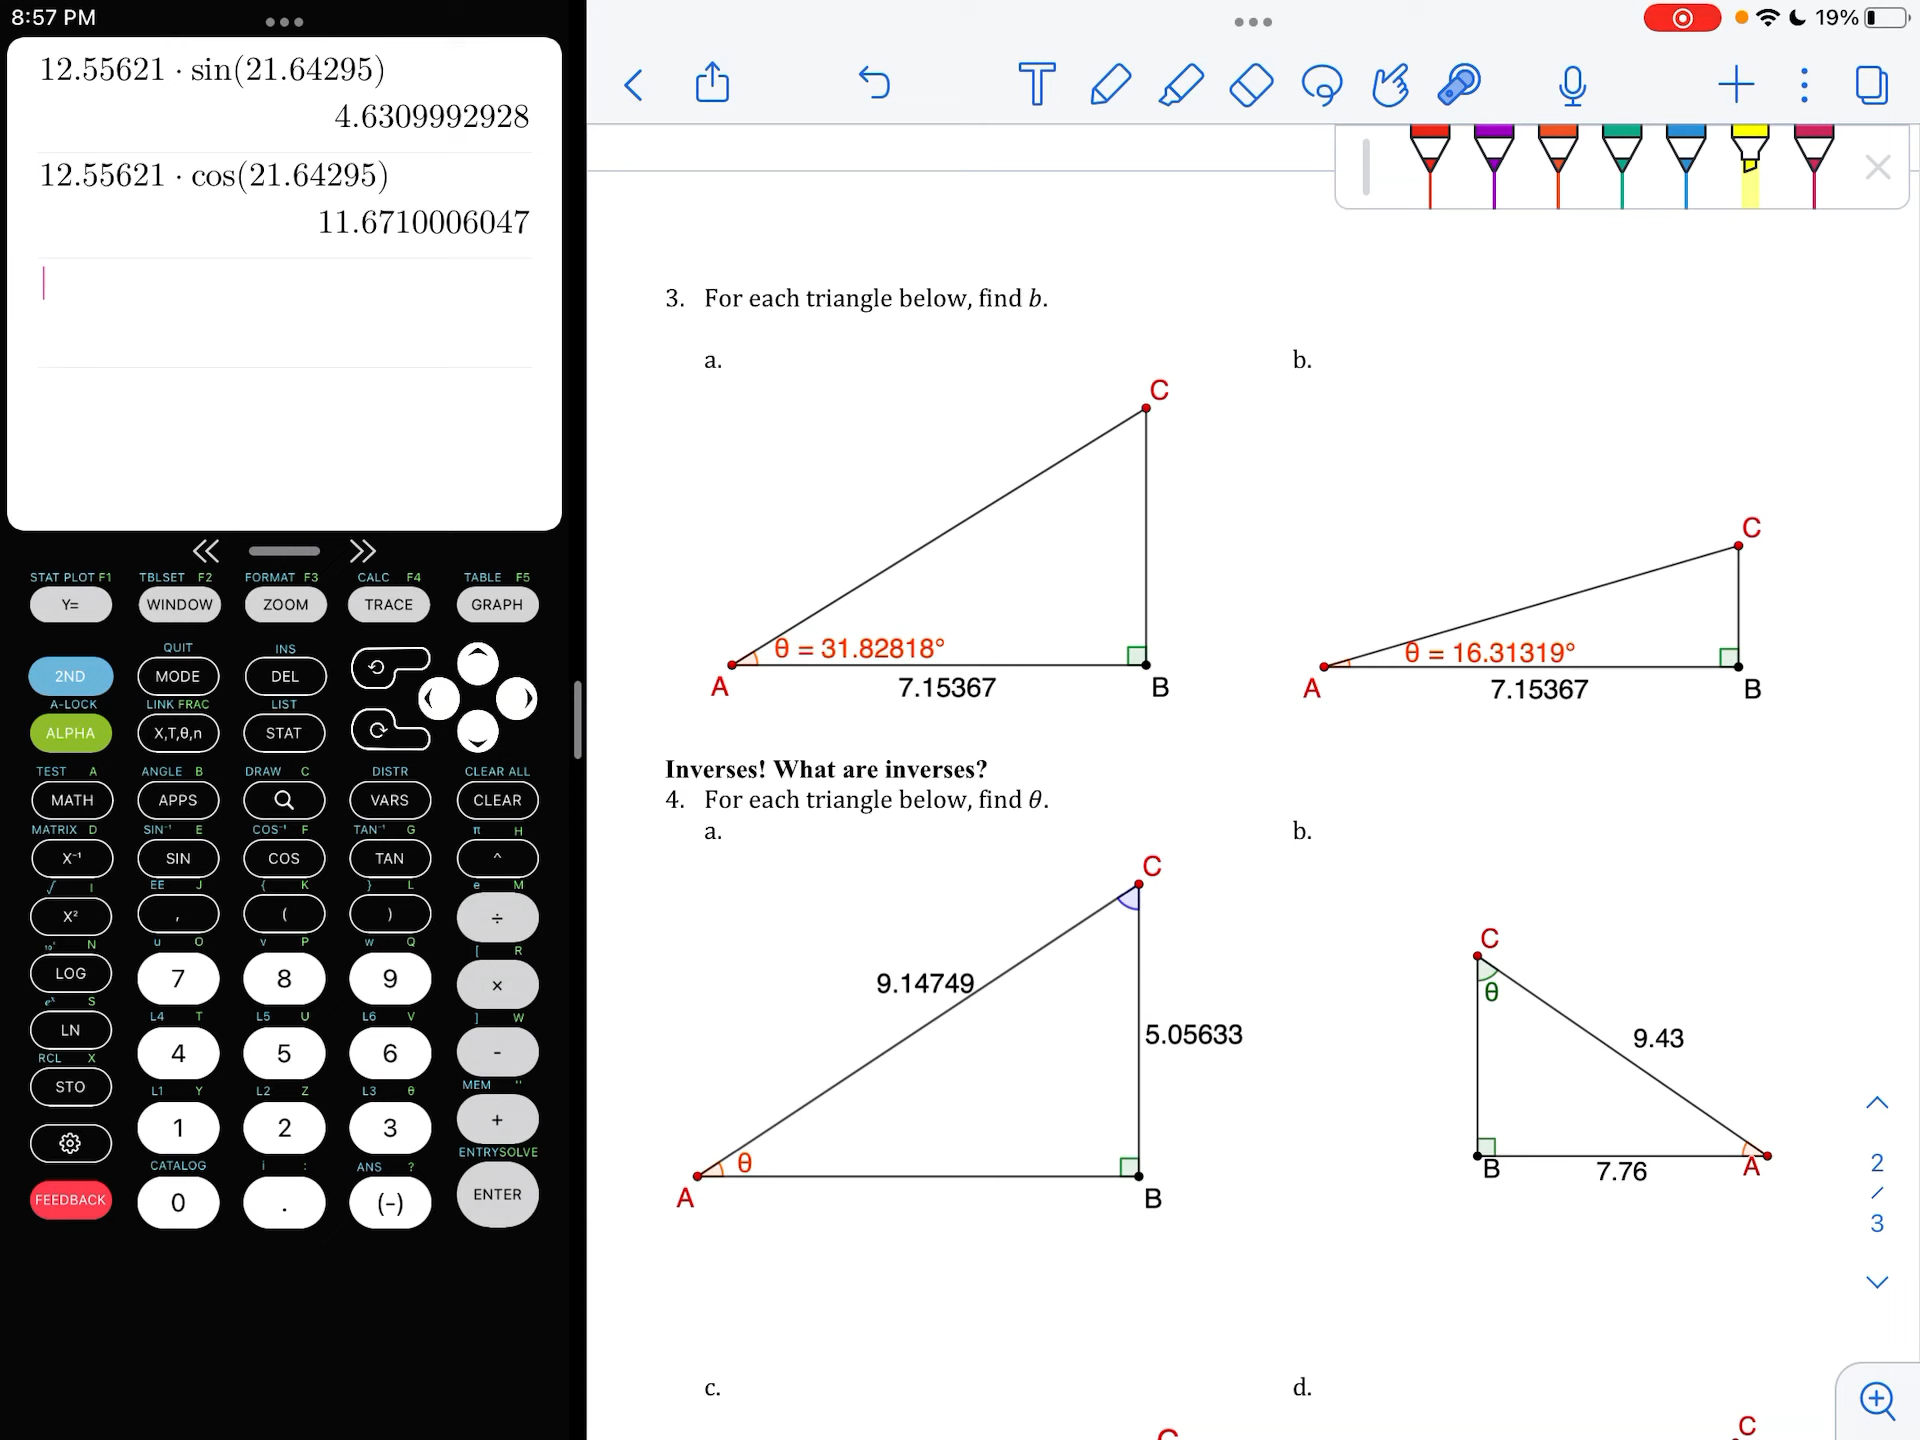 8:57 PM
19%
12.55621 · sin(21.64295)
4.6309992928
12.55621 · cos(21.64295)
11.6710006047
STAT PLOT F1 TBLSET F2 FORMAT F3 CALC F4 TABLE F5
Y= WINDOW ZOOM TRACE GRAPH
QUIT INS
2ND MODE DEL
A-LOCK LINK FRAC LIST
ALPHA X,T,θ,n STAT
TEST A ANGLE B DRAW C DISTR CLEAR ALL
MATH APPS VARS CLEAR
MATRIX D SIN⁻¹ E COS⁻¹ F TAN⁻¹ G π H
X⁻¹ SIN COS TAN ^
√ I EE J { K } L e M
X² , ( ) ÷
10ˣ N u O v P w Q [ R
LOG 7 8 9 ×
eˣ S L4 T L5 U L6 V ] W
LN 4 5 6 -
RCL X L1 Y L2 Z L3 θ MEM "
STO 1 2 3 +
CATALOG i : ANS ? ENTRY SOLVE
FEEDBACK 0 . (-) ENTER
T
3. For each triangle below, find b.
a. b.
C
θ = 31.82818°
A 7.15367 B
C
θ = 16.31319°
A 7.15367 B
Inverses! What are inverses?
4. For each triangle below, find θ.
a. b.
C
9.14749
5.05633
θ
A B
C
θ
9.43
B 7.76 A
2
/
3
c. d.
C
C